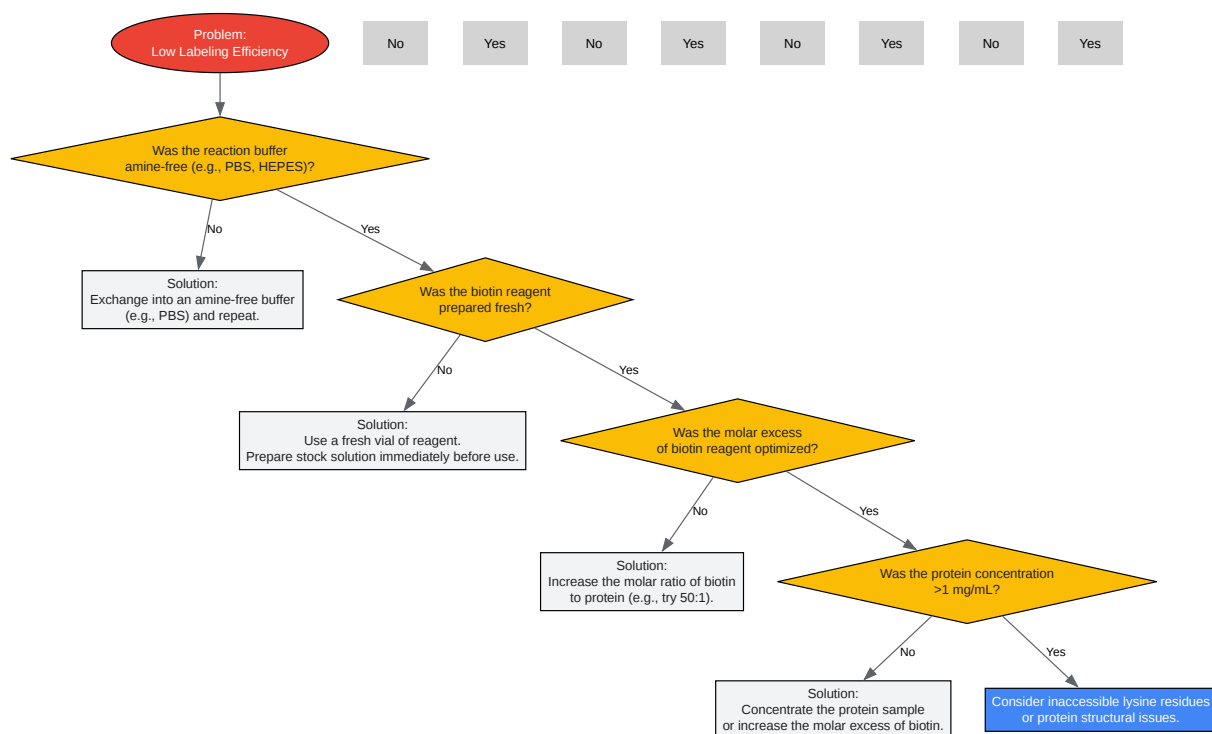 Problem:
Low Labeling Efficiency
No
Yes
No
Yes
No
Yes
No
Yes
Was the reaction buffer
amine-free (e.g., PBS, HEPES)?
No
Yes
Solution:
Exchange into an amine-free buffer
(e.g., PBS) and repeat.
Was the biotin reagent
prepared fresh?
No
Yes
Solution:
Use a fresh vial of reagent.
Prepare stock solution immediately before use.
Was the molar excess
of biotin reagent optimized?
No
Yes
Solution:
Increase the molar ratio of biotin
to protein (e.g., try 50:1).
Was the protein concentration
>1 mg/mL?
No
Yes
Solution:
Concentrate the protein sample
or increase the molar excess of biotin.
Consider inaccessible lysine residues
or protein structural issues.